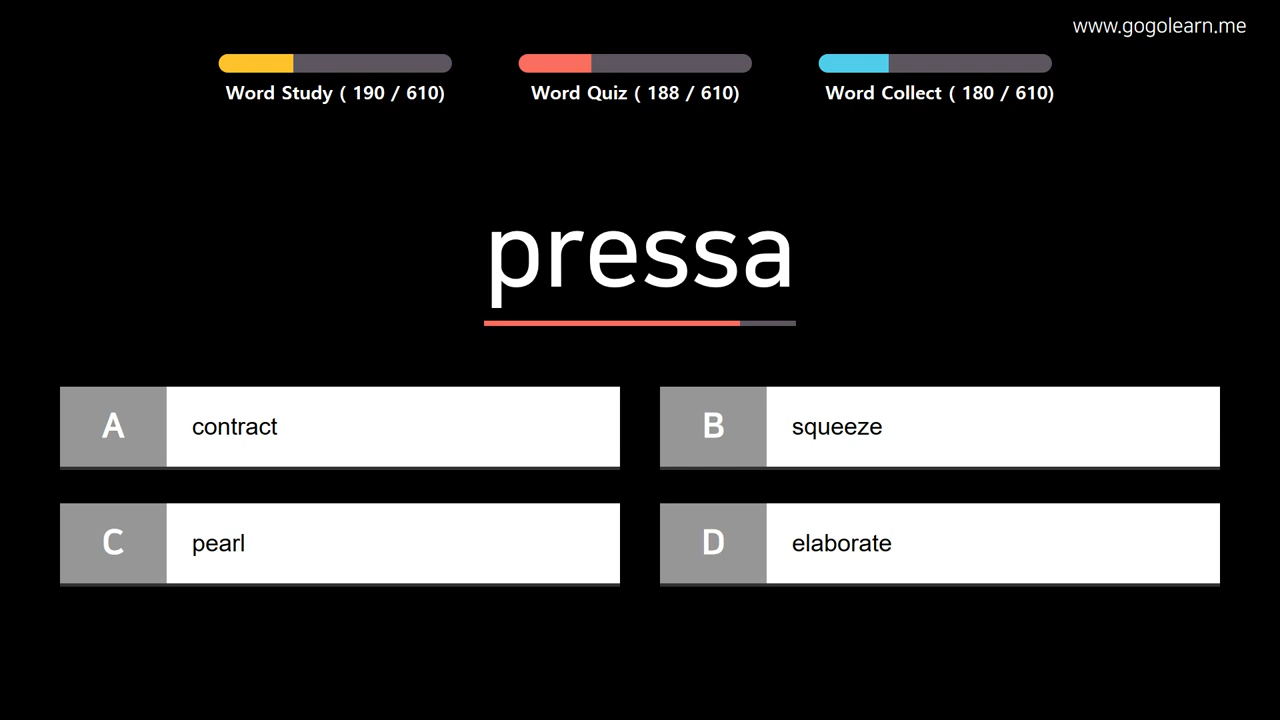 www.gogolearn.me
Word Study ( 190 / 610)
Word Quiz ( 188 / 610)
Word Collect ( 180 / 610)
pressa
A contract
B squeeze
C pearl
D elaborate